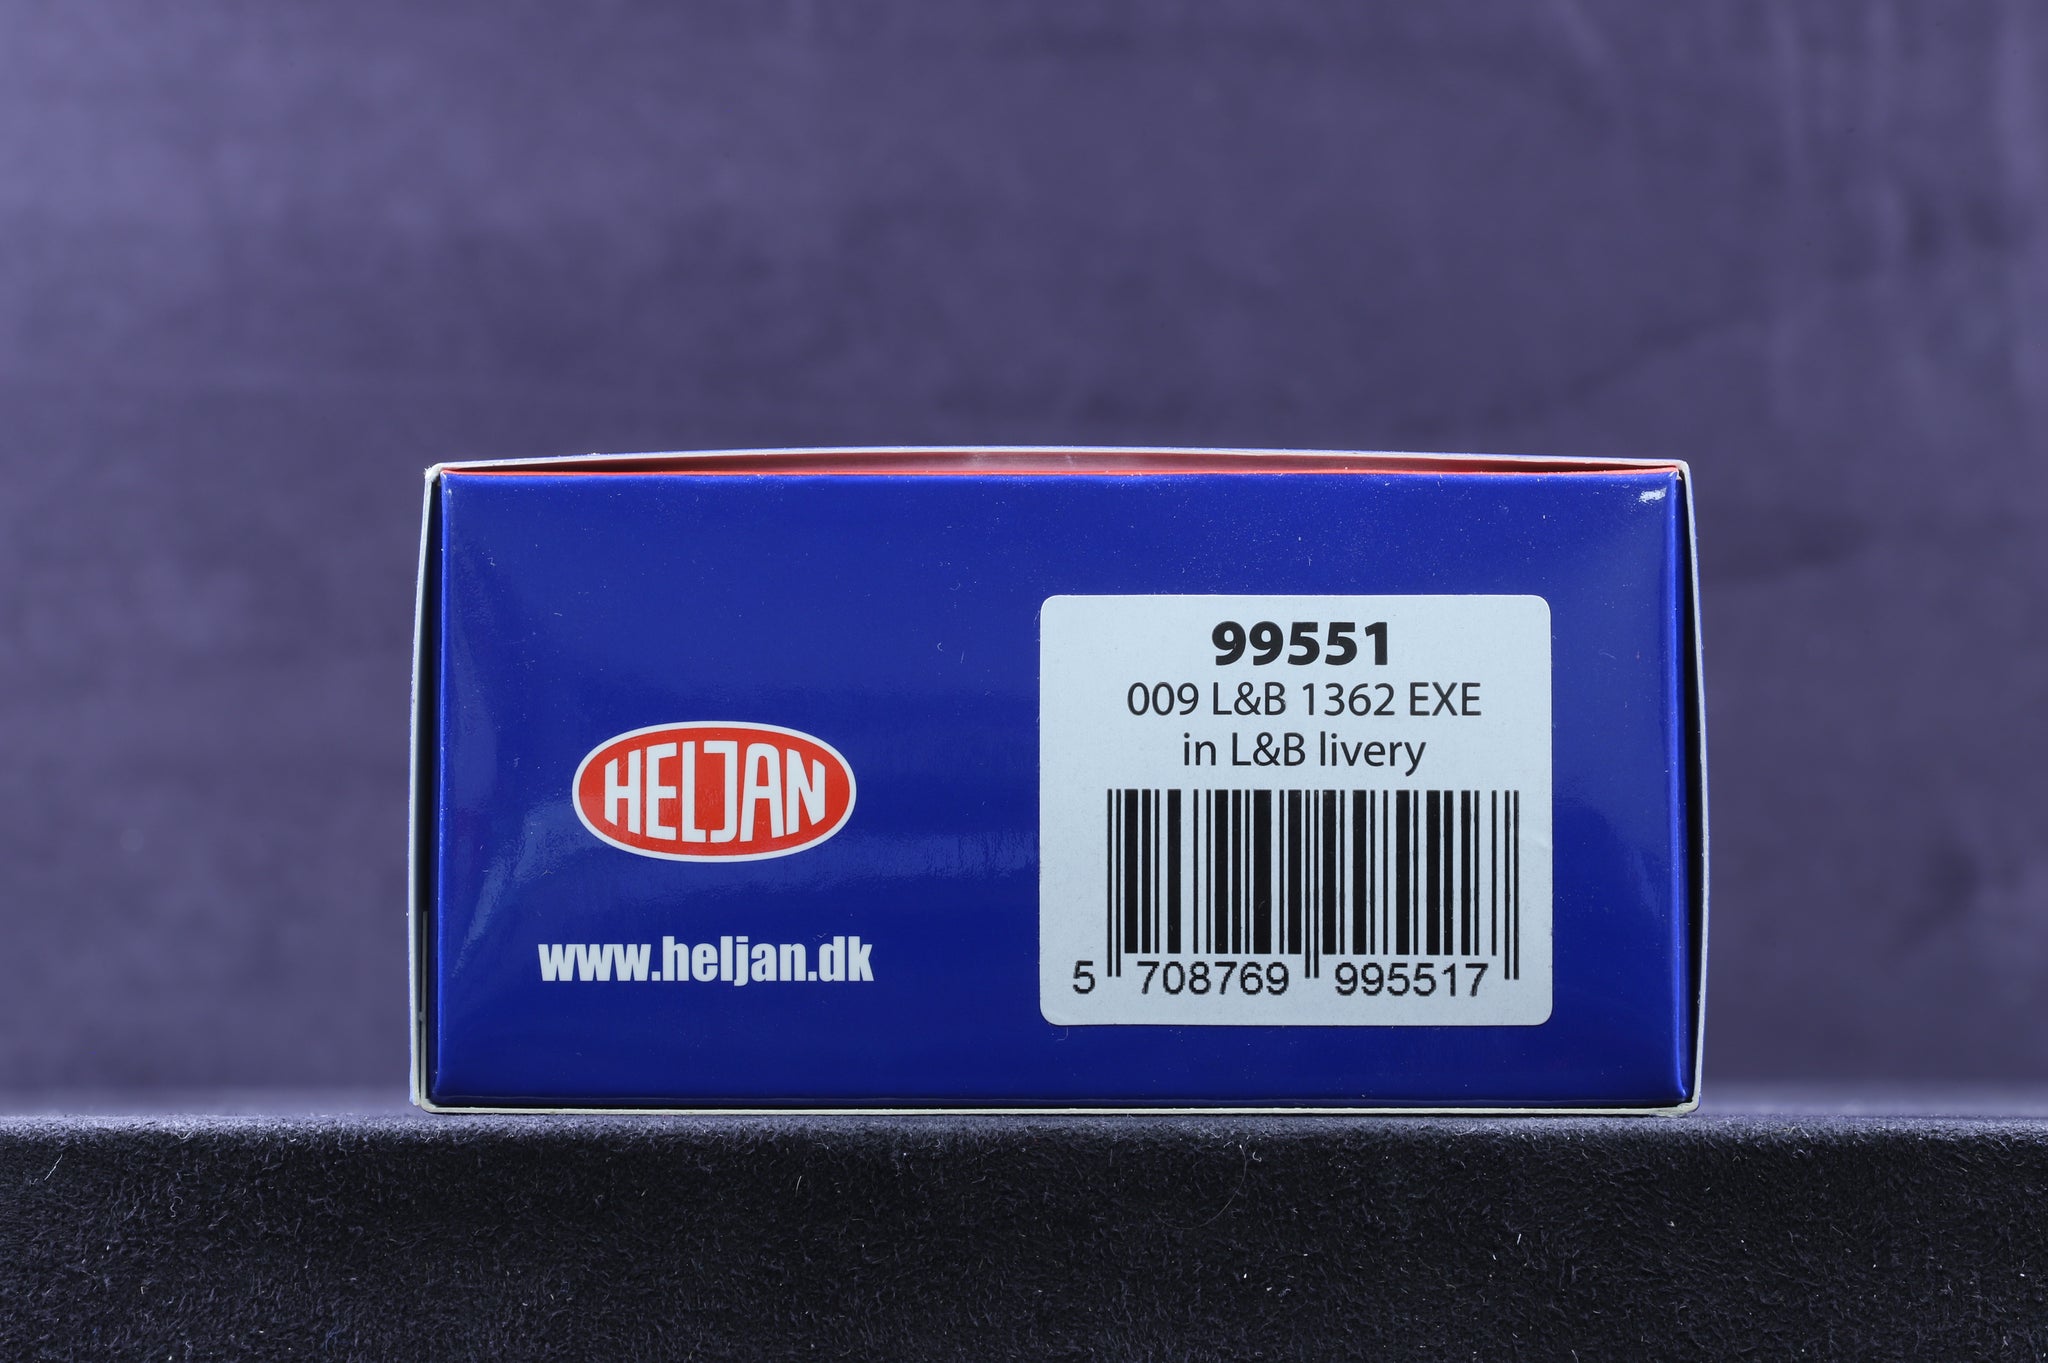 HELJAN
www.heljan.dk
99551
009 L&B 1362 EXE
in L&B livery
5 708769 995517